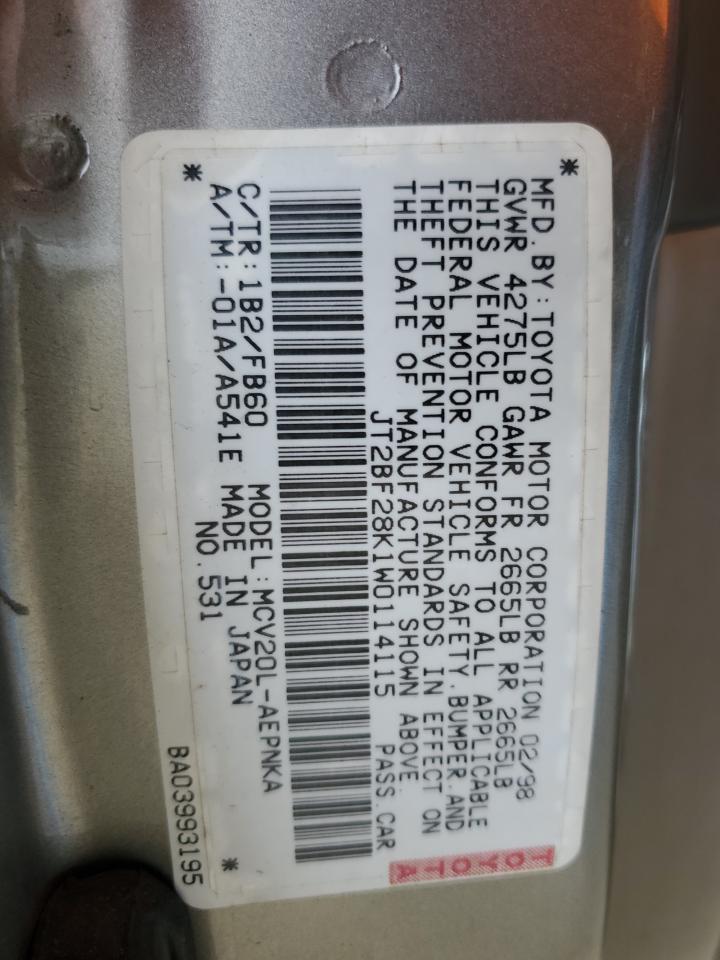 * *
MFD.BY:TOYOTA MOTOR CORPORATION 02/98
GVWR 4275LB GAWR FR 2665LB RR 2665LB
THIS VEHICLE CONFORMS TO ALL APPLICABLE
FEDERAL MOTOR VEHICLE SAFETY.BUMPER.AND
THEFT PREVENTION STANDARDS IN EFFECT ON
THE DATE OF MANUFACTURE SHOWN ABOVE.
JT2BF28K1W0114115 PASS.CAR
TOYOTA
C/TR:1B2/FB60 MODEL:MCV20L-AEPNKA
A/TM:-01A/A541E MADE IN JAPAN
NO.531
*
BA03993195